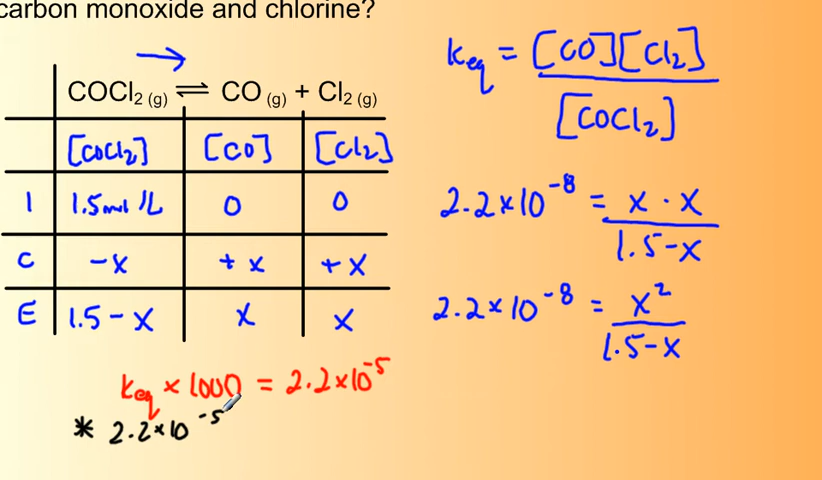 carbon monoxide and chlorine?
→
COCl₂ (g) ⇌ CO (g) + Cl₂ (g)
[COCl₂] [CO] [Cl₂]
I 1.5mol/L 0 0
C -x +x +x
E 1.5-x x x
Keq × 1000 = 2.2×10⁻⁵
* 2.2×10⁻⁵
Keq = [CO][Cl₂] / [COCl₂]
2.2×10⁻⁸ = x · x / 1.5-x
2.2×10⁻⁸ = x² / 1.5-x